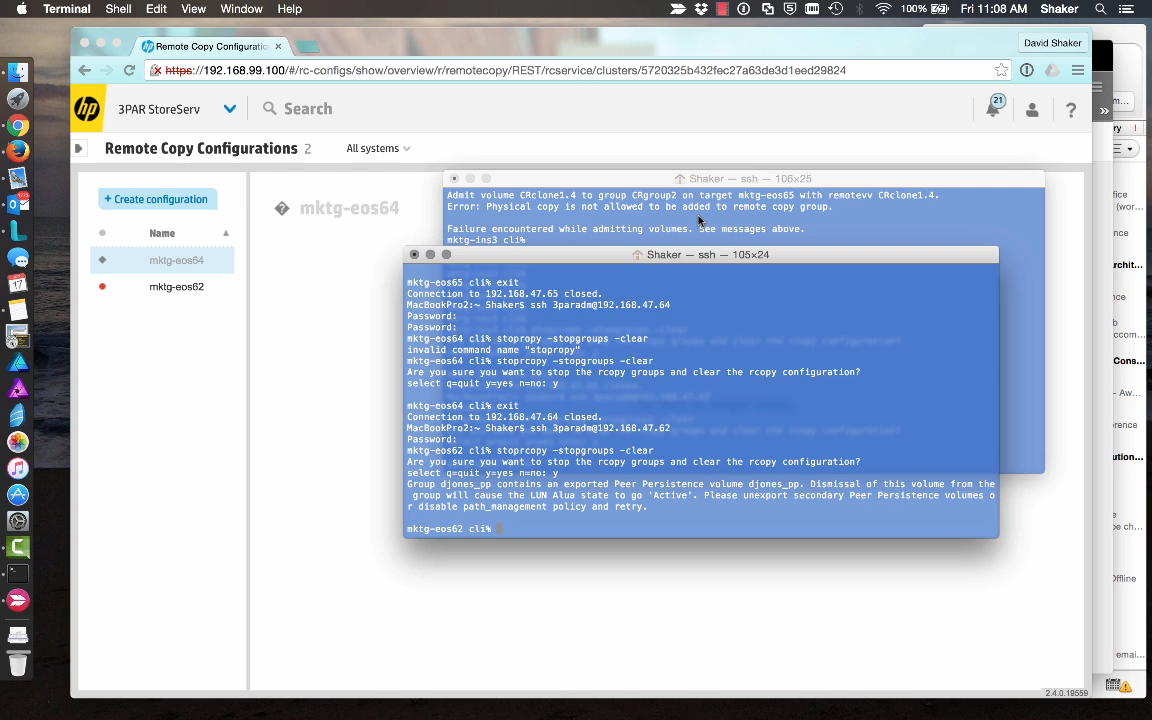 Terminal Shell Edit View Window Help
100% Fri 11:08 AM Shaker
Remote Copy Configuratio
David Shaker
https://192.168.99.100/#/rc-configs/show/overview/r/remotecopy/REST/rcservice/clusters/5720325b432fec27a63de3d1eed29824
hp 3PAR StoreServ Search
21
?
Remote Copy Configurations 2 All systems
+ Create configuration
Name
mktg-eos64
mktg-eos62
mktg-eos64
Shaker — ssh — 106×25
Admit volume CRclone1.4 to group CRgroup2 on target mktg-eos65 with remotevv CRclone1.4.
Error: Physical copy is not allowed to be added to remote copy group.
Failure encountered while admitting volumes. See messages above.
mktg-ins3 cli%
Shaker — ssh — 105×24
mktg-eos65 cli% exit
Connection to 192.168.47.65 closed.
MacBookPro2:~ Shaker$ ssh 3paradm@192.168.47.64
Password:
Password:
mktg-eos64 cli% stopropy -stopgroups -clear
invalid command name "stopropy"
mktg-eos64 cli% stoprcopy -stopgroups -clear
Are you sure you want to stop the rcopy groups and clear the rcopy configuration?
select q=quit y=yes n=no: y
mktg-eos64 cli% exit
Connection to 192.168.47.64 closed.
MacBookPro2:~ Shaker$ ssh 3paradm@192.168.47.62
Password:
mktg-eos62 cli% stoprcopy -stopgroups -clear
Are you sure you want to stop the rcopy groups and clear the rcopy configuration?
select q=quit y=yes n=no: y
Group djones_pp contains an exported Peer Persistence volume djones_pp. Dismissal of this volume from the
group will cause the LUN Alua state to go 'Active'. Please unexport secondary Peer Persistence volumes o
r disable path_management policy and retry.
mktg-eos62 cli%
2.4.0.19559